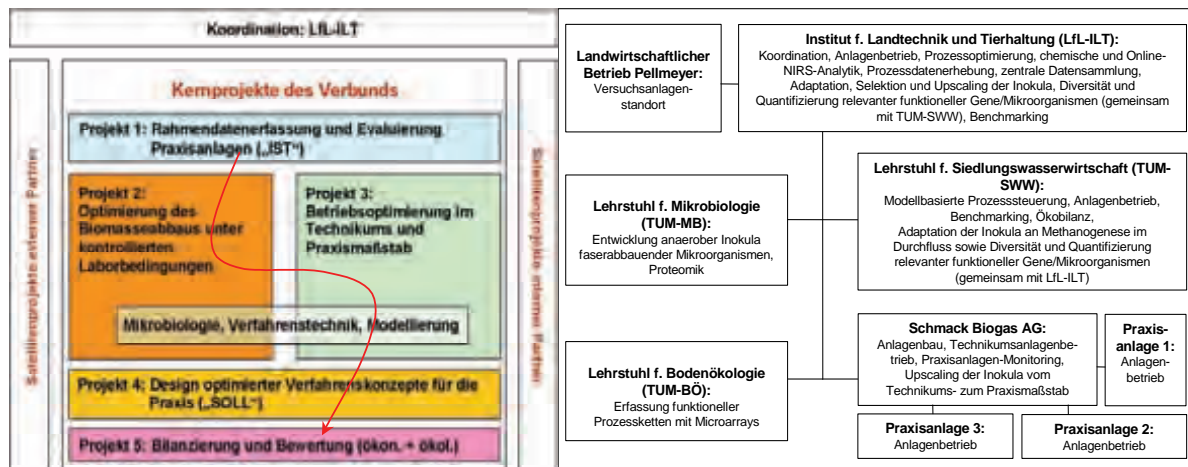 Koordination: LfL-ILT
Satellitenprojekte externer Partner
Kernprojekte des Verbunds
Projekt 1: Rahmendatenerfassung und Evaluierung
Praxisanlagen („IST“)
Projekt 2:
Optimierung des
Biomasseabbaus unter
kontrollierten
Laborbedingungen
Projekt 3:
Betriebsoptimierung im
Technikums und
Praxismaßstab
Mikrobiologie, Verfahrenstechnik, Modellierung
Projekt 4: Design optimierter Verfahrenskonzepte für die
Praxis („SOLL“)
Projekt 5: Bilanzierung und Bewertung (ökon. + ökol.)
Satellitenprojekte interner Partner
Landwirtschaftlicher
Betrieb Pellmeyer:
Versuchsanlagen-
standort
Institut f. Landtechnik und Tierhaltung (LfL-ILT):
Koordination, Anlagenbetrieb, Prozessoptimierung, chemische und Online-
NIRS-Analytik, Prozessdatenerhebung, zentrale Datensammlung,
Adaptation, Selektion und Upscaling der Inokula, Diversität und
Quantifizierung relevanter funktioneller Gene/Mikroorganismen (gemeinsam
mit TUM-SWW), Benchmarking
Lehrstuhl f. Mikrobiologie
(TUM-MB):
Entwicklung anaerober Inokula
faserabbauender Mikroorganismen,
Proteomik
Lehrstuhl f. Siedlungswasserwirtschaft (TUM-
SWW):
Modellbasierte Prozesssteuerung, Anlagenbetrieb,
Benchmarking, Ökobilanz,
Adaptation der Inokula an Methanogenese im
Durchfluss sowie Diversität und Quantifizierung
relevanter funktioneller Gene/Mikroorganismen
(gemeinsam mit LfL-ILT)
Lehrstuhl f. Bodenökologie
(TUM-BÖ):
Erfassung funktioneller
Prozessketten mit Microarrays
Schmack Biogas AG:
Anlagenbau, Technikumsanlagenbe-
trieb, Praxisanlagen-Monitoring,
Upscaling der Inokula vom
Technikums- zum Praxismaßstab
Praxis-
anlage 1:
Anlagen-
betrieb
Praxisanlage 3:
Anlagenbetrieb
Praxisanlage 2:
Anlagenbetrieb